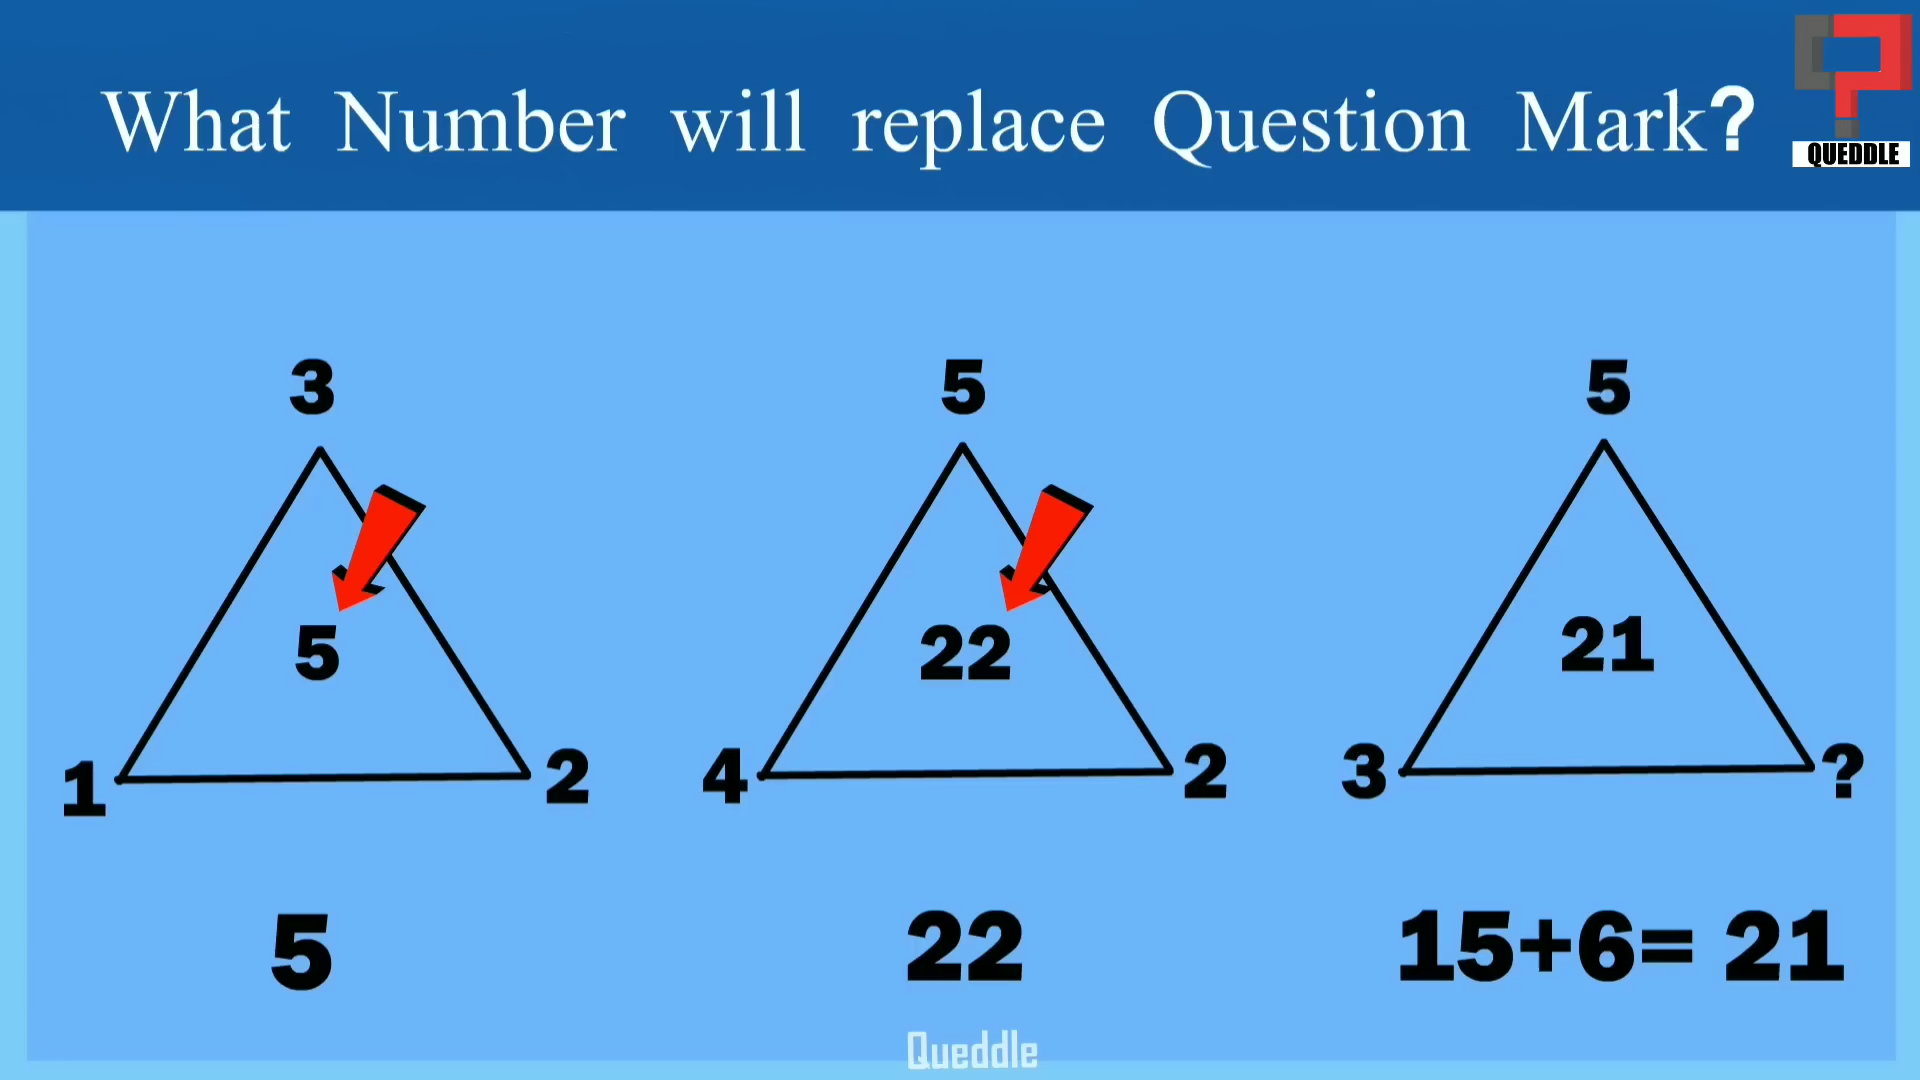 What Number will replace Question Mark?
QUEDDLE
3 5 5
5 22 21
1 2 4 2 3 ?
5 22 15+6= 21
Queddle